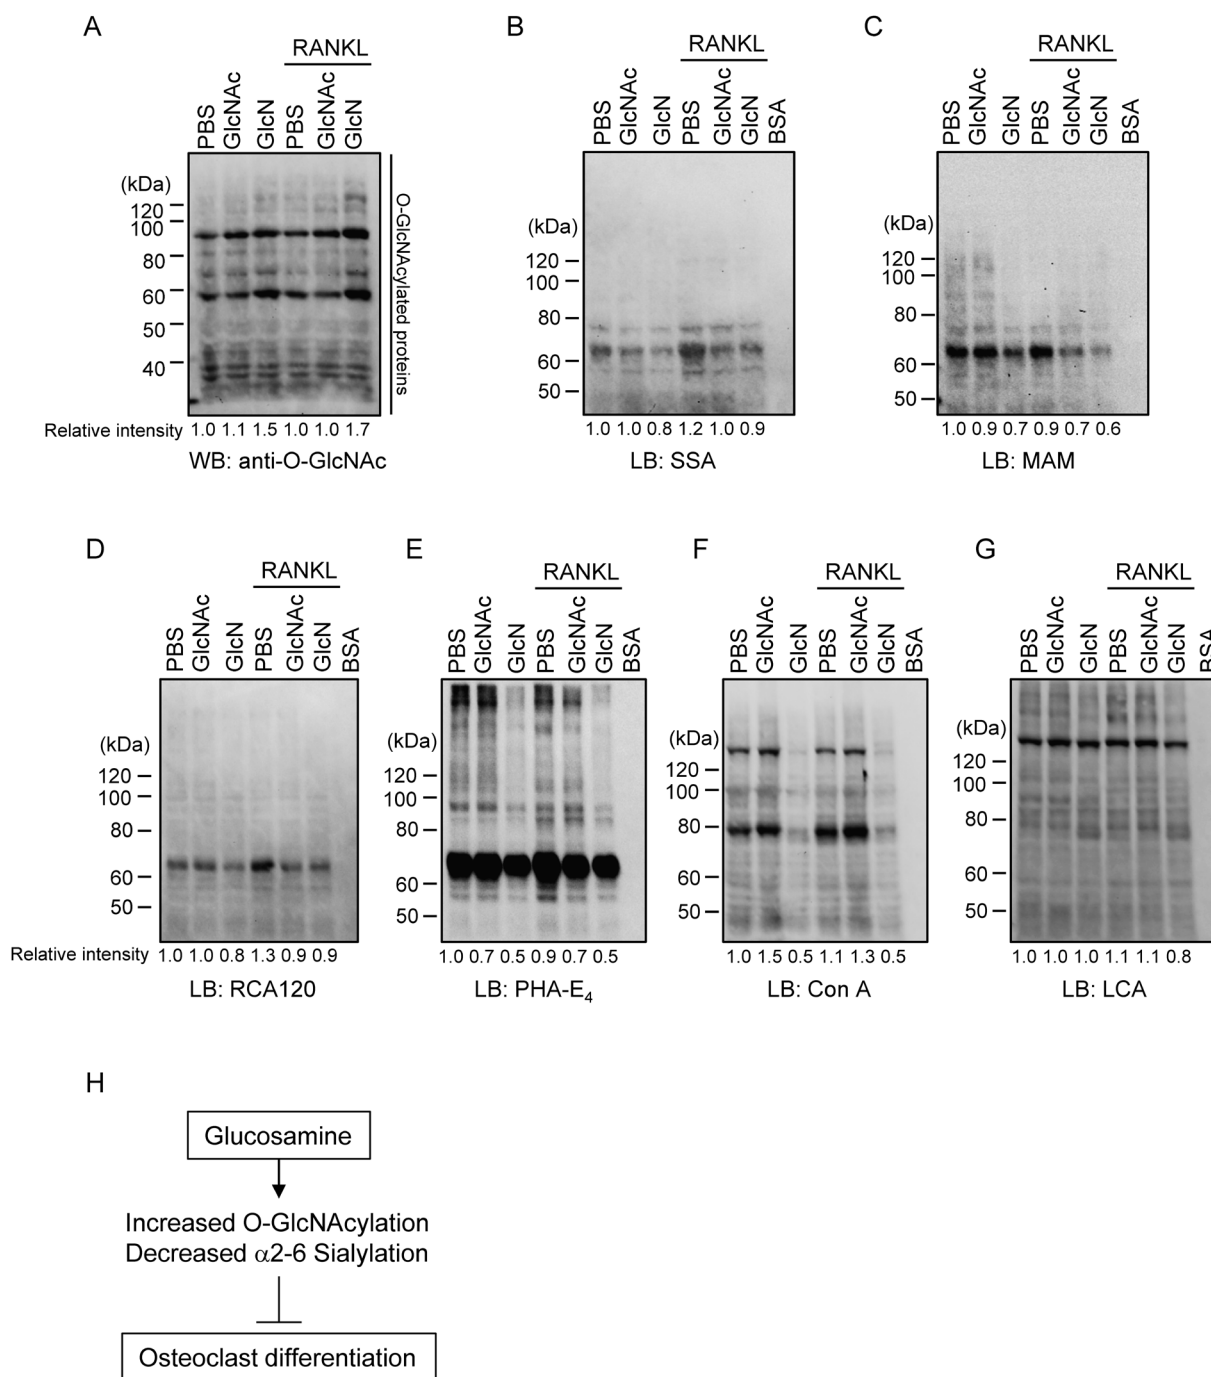 A
RANKL
PBS
GlcNAc
GlcN
PBS
GlcNAc
GlcN
(kDa)
120
100
80
60
50
40
O-GlcNAcylated proteins
Relative intensity 1.0 1.1 1.5 1.0 1.0 1.7
WB: anti-O-GlcNAc
B
RANKL
PBS
GlcNAc
GlcN
PBS
GlcNAc
GlcN
BSA
(kDa)
120
100
80
60
50
1.0 1.0 0.8 1.2 1.0 0.9
LB: SSA
C
RANKL
PBS
GlcNAc
GlcN
PBS
GlcNAc
GlcN
BSA
(kDa)
120
100
80
60
50
1.0 0.9 0.7 0.9 0.7 0.6
LB: MAM
D
RANKL
PBS
GlcNAc
GlcN
PBS
GlcNAc
GlcN
BSA
(kDa)
120
100
80
60
50
Relative intensity 1.0 1.0 0.8 1.3 0.9 0.9
LB: RCA120
E
RANKL
PBS
GlcNAc
GlcN
PBS
GlcNAc
GlcN
BSA
(kDa)
120
100
80
60
50
1.0 0.7 0.5 0.9 0.7 0.5
LB: PHA-E4
F
RANKL
PBS
GlcNAc
GlcN
PBS
GlcNAc
GlcN
BSA
(kDa)
120
100
80
60
50
1.0 1.5 0.5 1.1 1.3 0.5
LB: Con A
G
RANKL
PBS
GlcNAc
GlcN
PBS
GlcNAc
GlcN
BSA
(kDa)
120
100
80
60
50
1.0 1.0 1.0 1.1 1.1 0.8
LB: LCA
H
Glucosamine
Increased O-GlcNAcylation
Decreased α2-6 Sialylation
Osteoclast differentiation